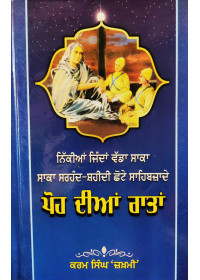 ਨਿੱਕੀਆਂ ਜਿੰਦਾਂ ਵੱਡਾ ਸਾਕਾ
ਸਾਕਾ ਸਰਹੰਦ-ਸ਼ਹੀਦੀ ਛੋਟੇ ਸਾਹਿਬਜ਼ਾਦੇ
ਪੋਹ ਦੀਆਂ ਰਾਤਾਂ
ਕਰਮ ਸਿੰਘ 'ਜ਼ਖ਼ਮੀ'